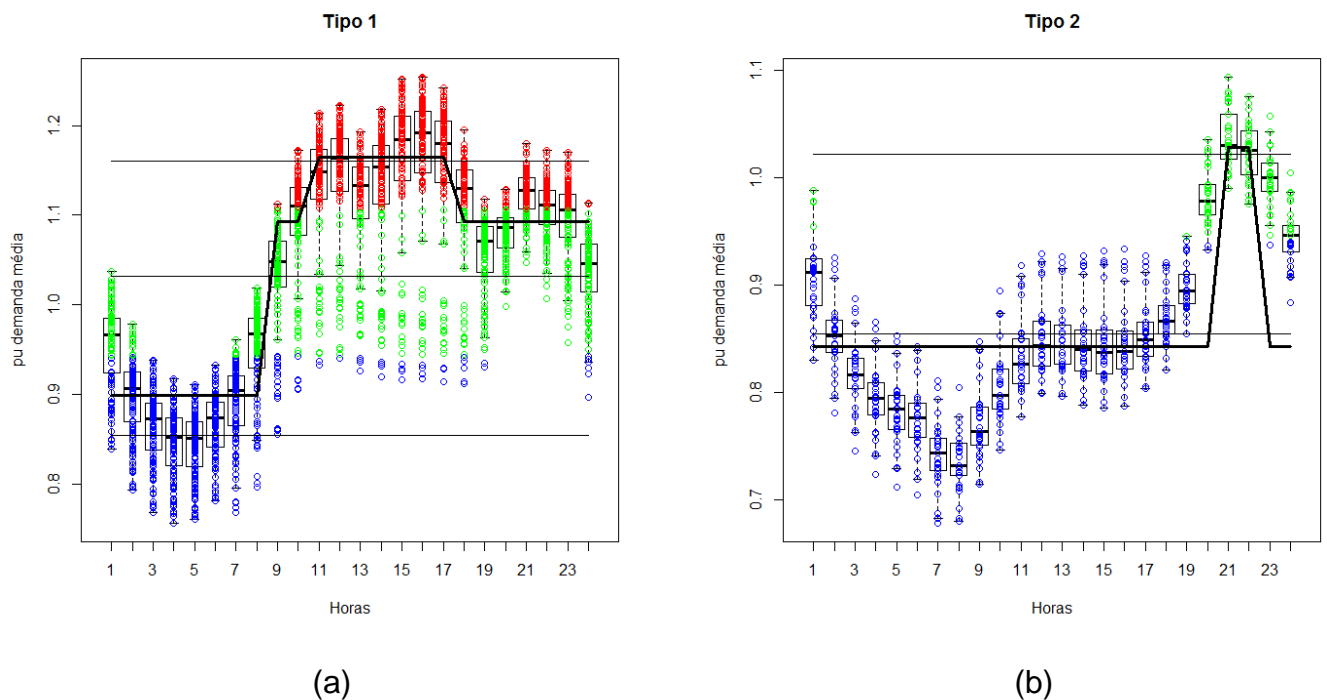 Tipo 1
Tipo 2
pu demanda média
1.2
1.1
1.0
0.9
0.8
1 3 5 7 9 11 13 15 17 19 21 23
Horas
pu demanda média
1.1
1.0
0.9
0.8
0.7
1 3 5 7 9 11 13 15 17 19 21 23
Horas
(a)
(b)